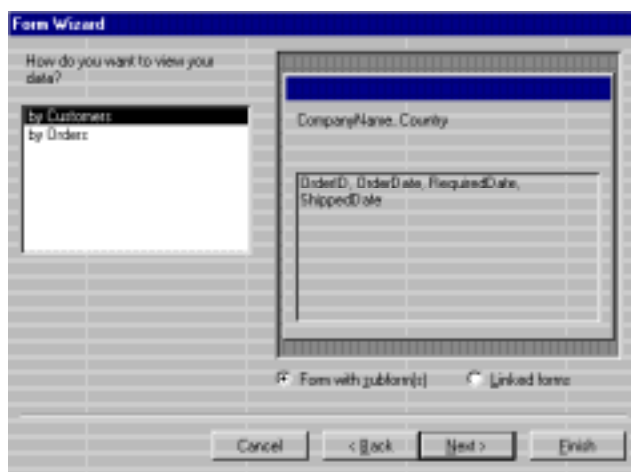 Form Wizard
How do you want to view your
data?
by Customers
by Orders
CompanyName, Country
OrderID, OrderDate, RequiredDate,
ShippedDate
Form with subform(s)
Linked forms
Cancel
< Back
Next >
Finish